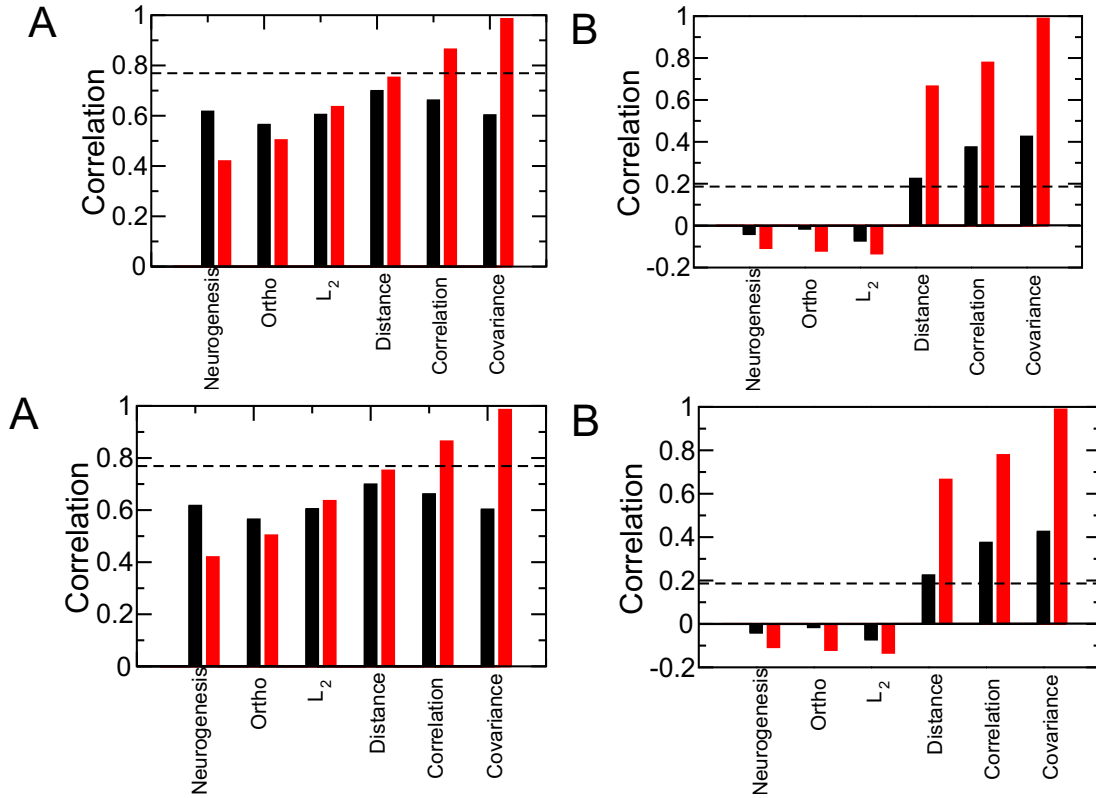 A
Correlation
1
0.8
0.6
0.4
0.2
0
Neurogenesis
Ortho
L2
Distance
Correlation
Covariance
B
Correlation
1
0.8
0.6
0.4
0.2
0
-0.2
Neurogenesis
Ortho
L2
Distance
Correlation
Covariance
A
Correlation
1
0.8
0.6
0.4
0.2
0
Neurogenesis
Ortho
L2
Distance
Correlation
Covariance
B
Correlation
1
0.8
0.6
0.4
0.2
0
-0.2
Neurogenesis
Ortho
L2
Distance
Correlation
Covariance